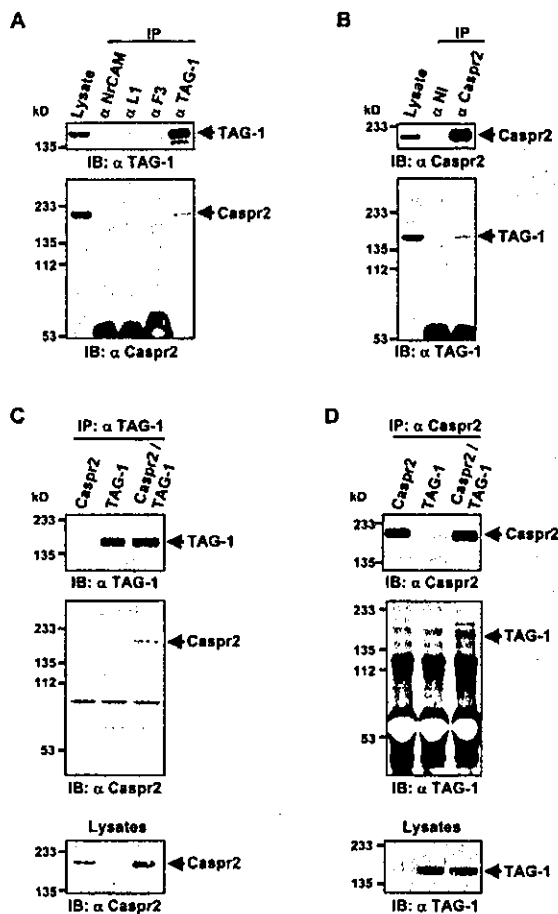 A
IP
kD
Lysate
α NrCAM
α L1
α F3
α TAG-1
TAG-1
135
IB: α TAG-1
233
Caspr2
135
112
53
IB: α Caspr2
B
IP
kD
Lysate
α NI
α Caspr2
233
Caspr2
IB: α Caspr2
233
TAG-1
135
112
53
IB: α TAG-1
C
IP: α TAG-1
kD
Caspr2
TAG-1
Caspr2 /
TAG-1
233
TAG-1
135
IB: α TAG-1
233
Caspr2
135
112
53
IB: α Caspr2
Lysates
233
Caspr2
135
IB: α Caspr2
D
IP: α Caspr2
kD
Caspr2
TAG-1
Caspr2 /
TAG-1
233
Caspr2
135
IB: α Caspr2
233
TAG-1
135
112
53
IB: α TAG-1
Lysates
233
TAG-1
135
IB: α TAG-1